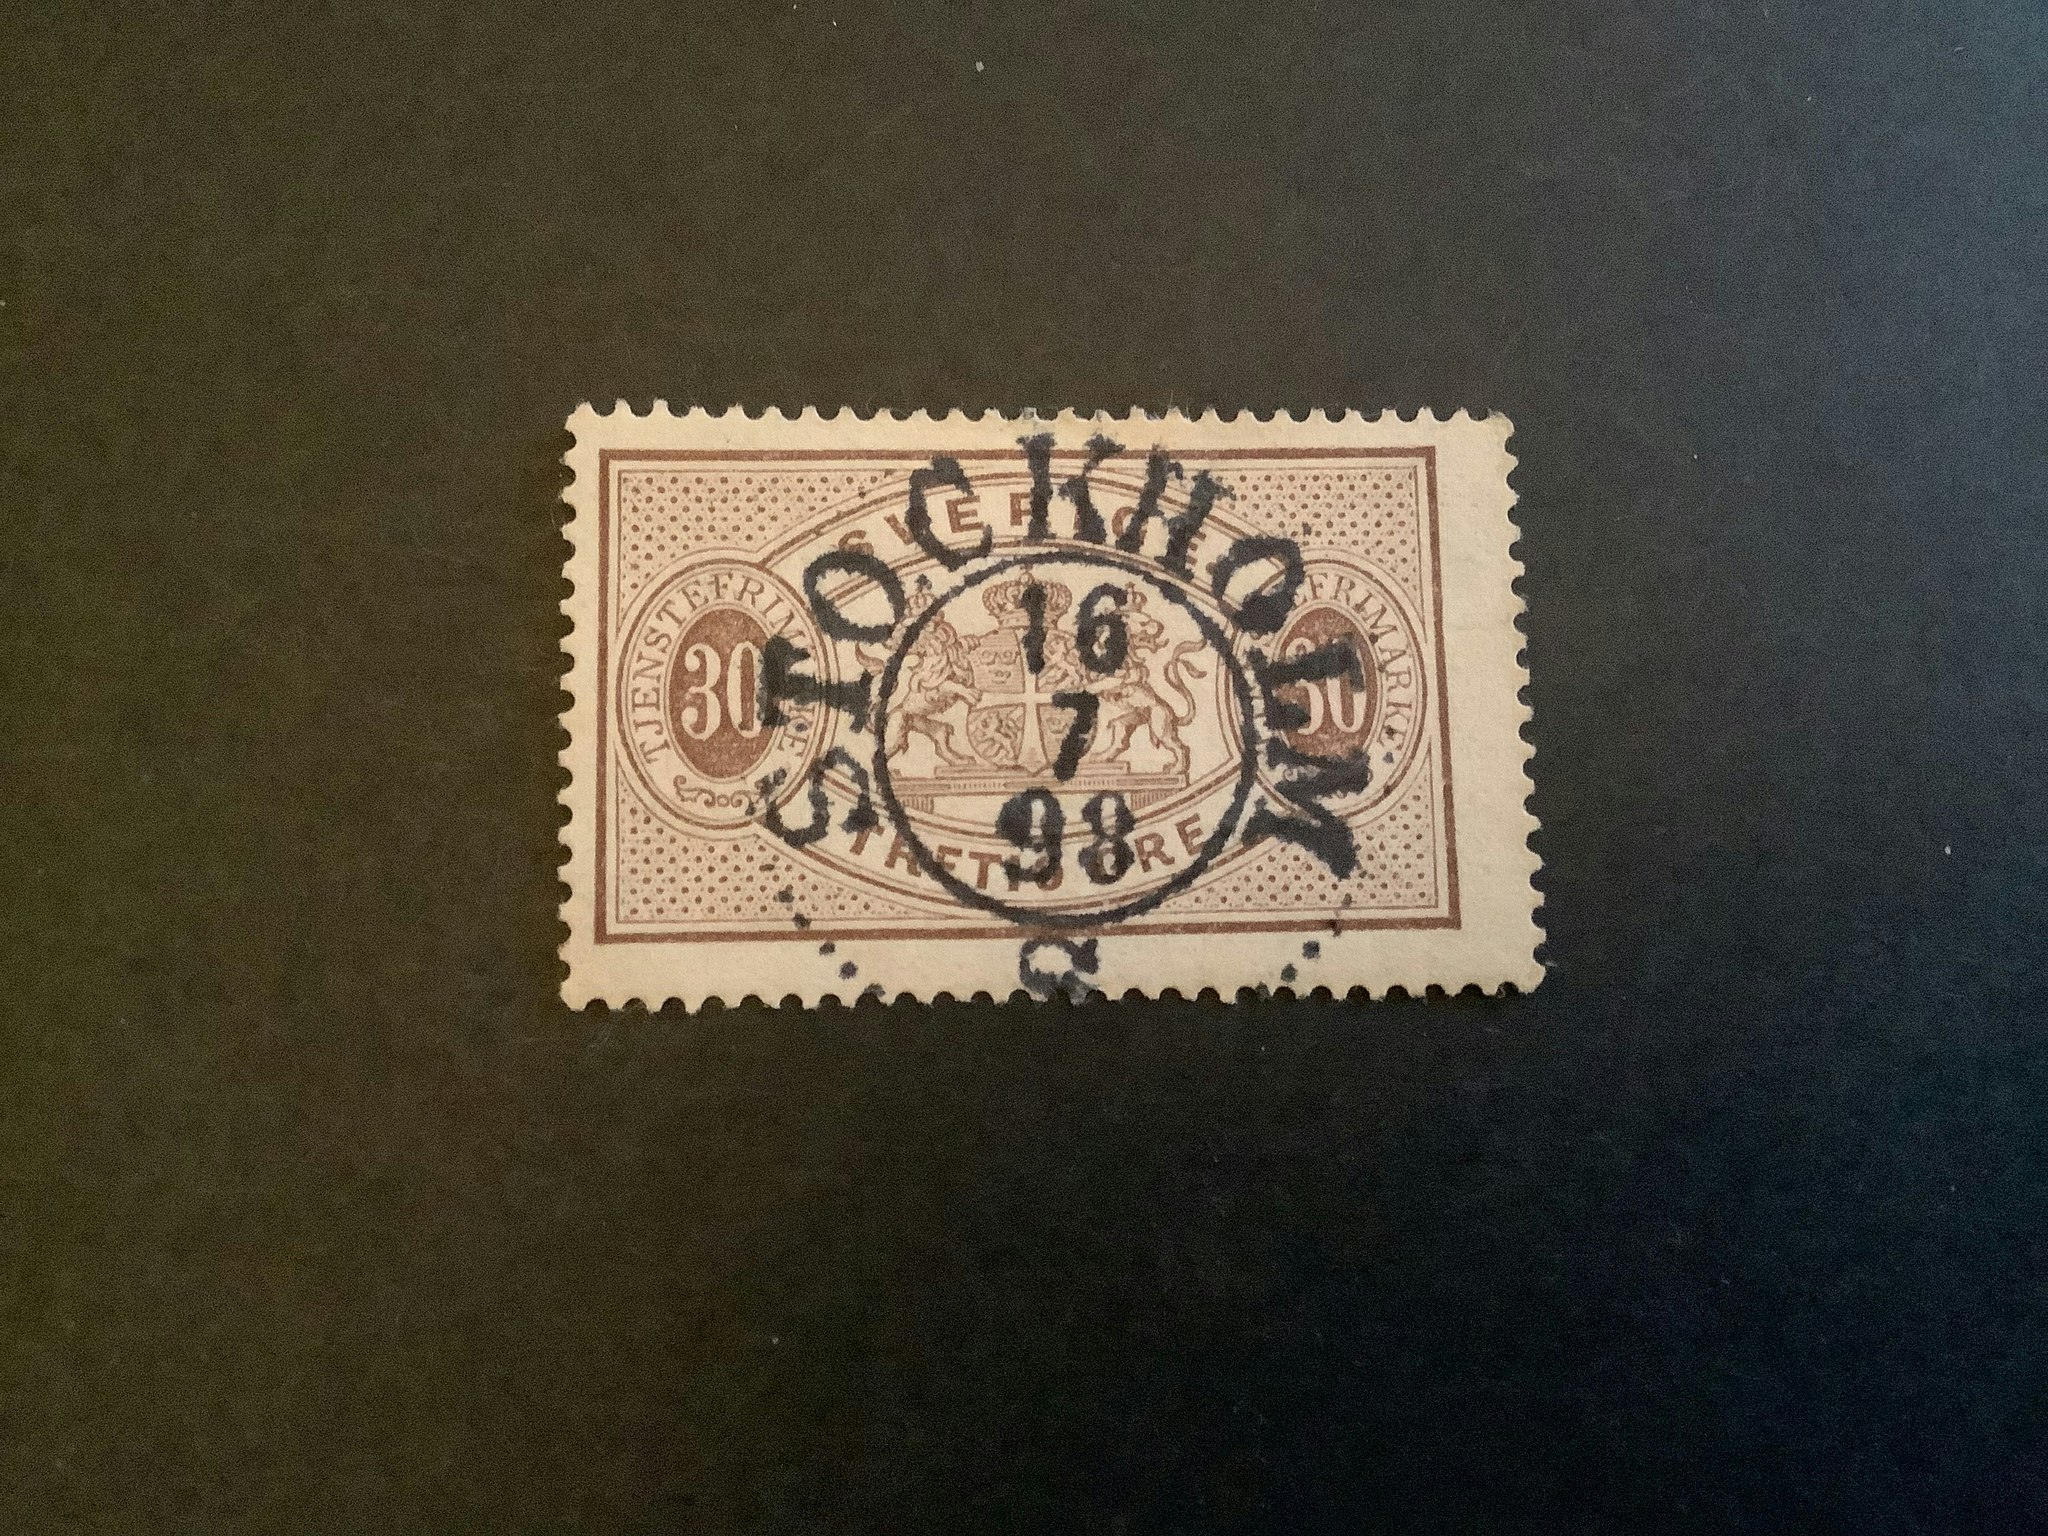 STOCKHOLM
SVERIGE
TJENSTEFRIMÄRKE
30
TJENSTEFRIMÄRKE
30
16
7
98
TRETIO ÖRE